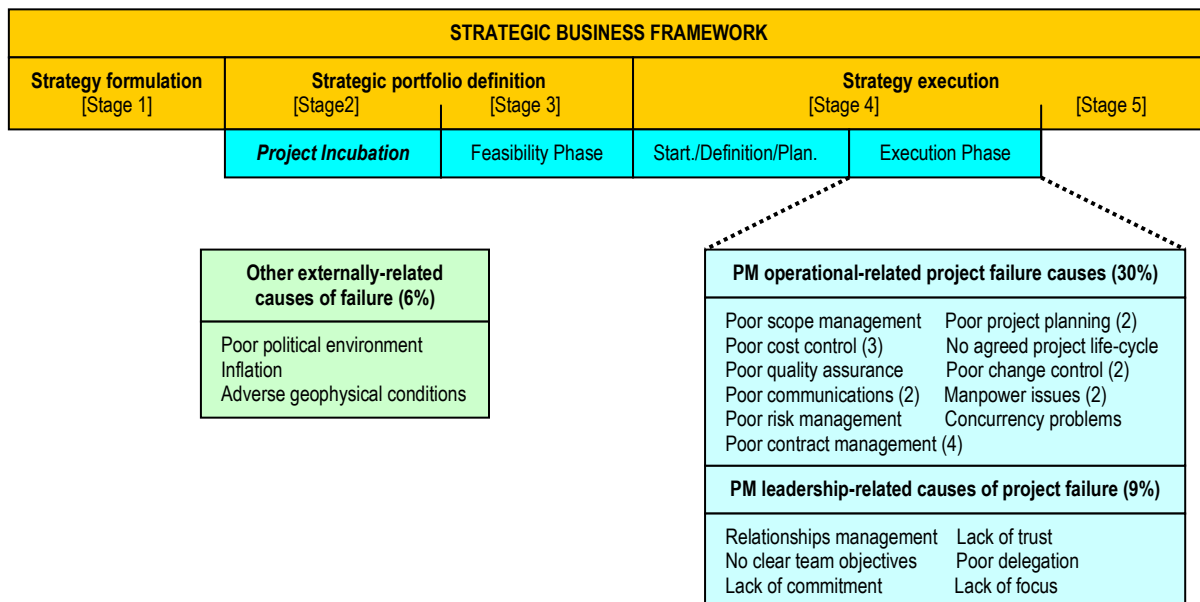 STRATEGIC BUSINESS FRAMEWORK
Strategy formulation
[Stage 1]
Strategic portfolio definition
[Stage2] [Stage 3]
Strategy execution
[Stage 4] [Stage 5]
Project Incubation
Feasibility Phase
Start./Definition/Plan.
Execution Phase
Other externally-related
causes of failure (6%)
Poor political environment
Inflation
Adverse geophysical conditions
PM operational-related project failure causes (30%)
Poor scope management Poor project planning (2)
Poor cost control (3) No agreed project life-cycle
Poor quality assurance Poor change control (2)
Poor communications (2) Manpower issues (2)
Poor risk management Concurrency problems
Poor contract management (4)
PM leadership-related causes of project failure (9%)
Relationships management Lack of trust
No clear team objectives Poor delegation
Lack of commitment Lack of focus